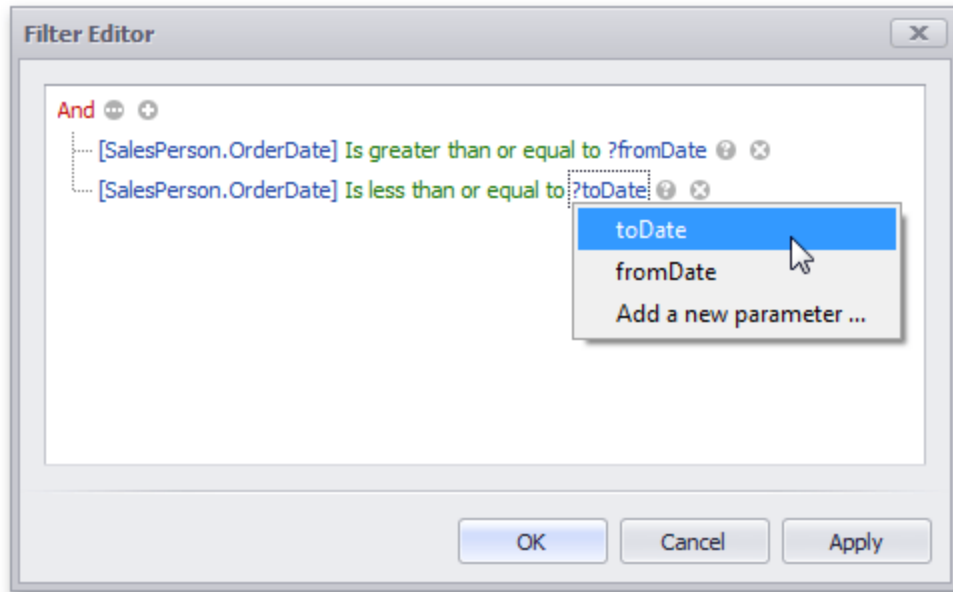 Filter Editor
And
[SalesPerson.OrderDate] Is greater than or equal to ?fromDate
[SalesPerson.OrderDate] Is less than or equal to ?toDate
toDate
fromDate
Add a new parameter ...
OK Cancel Apply